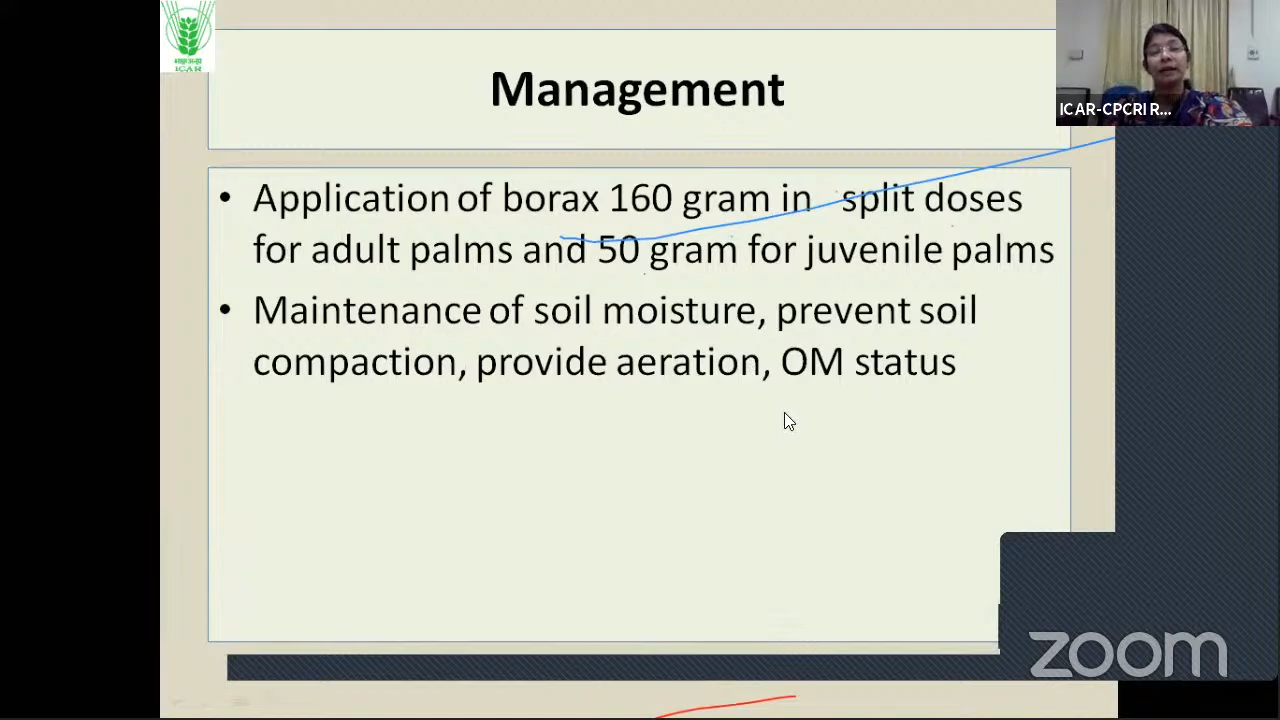 ICAR
Management
ICAR-CPCRI R...
• Application of borax 160 gram in split doses
for adult palms and 50 gram for juvenile palms
• Maintenance of soil moisture, prevent soil
compaction, provide aeration, OM status
zoom